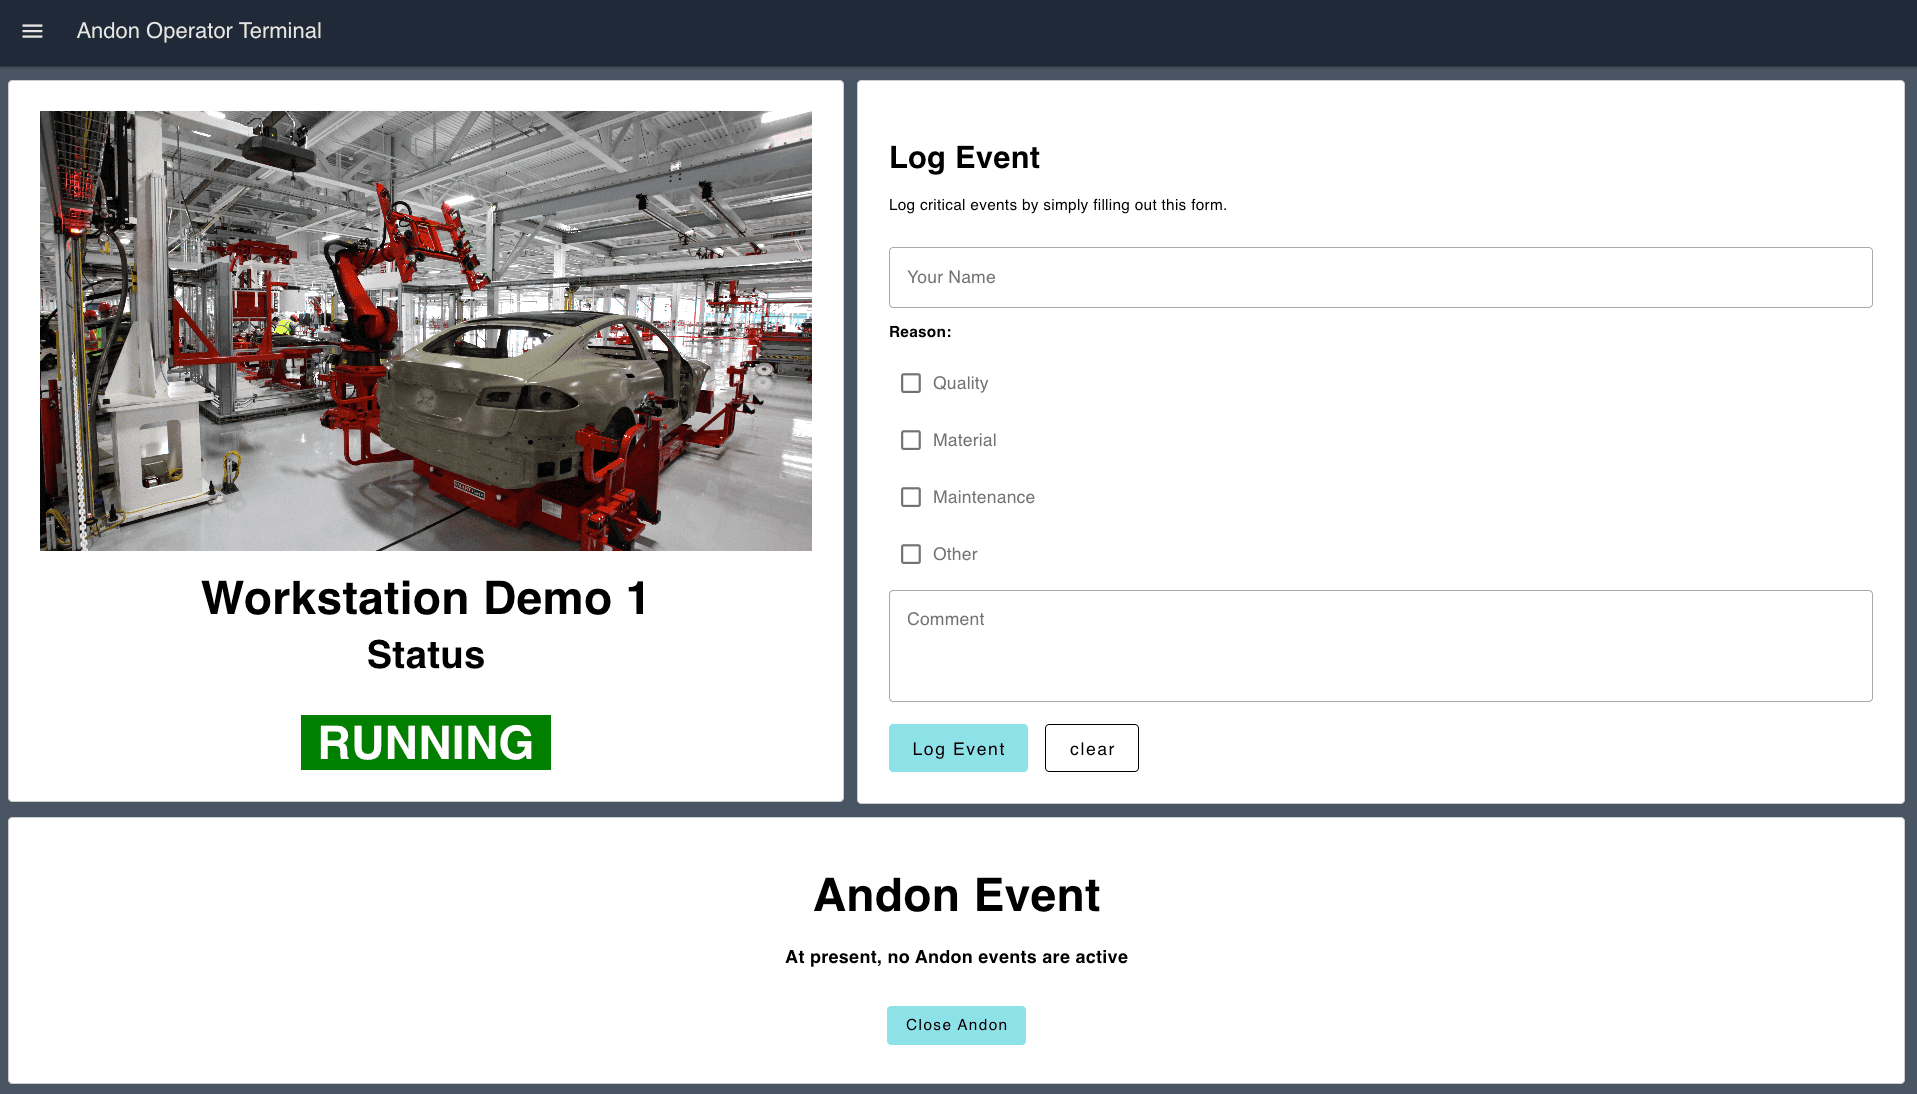 Andon Operator Terminal
Workstation Demo 1
Status
RUNNING
Log Event
Log critical events by simply filling out this form.
Your Name
Reason:
Quality
Material
Maintenance
Other
Comment
Log Event
clear
Andon Event
At present, no Andon events are active
Close Andon